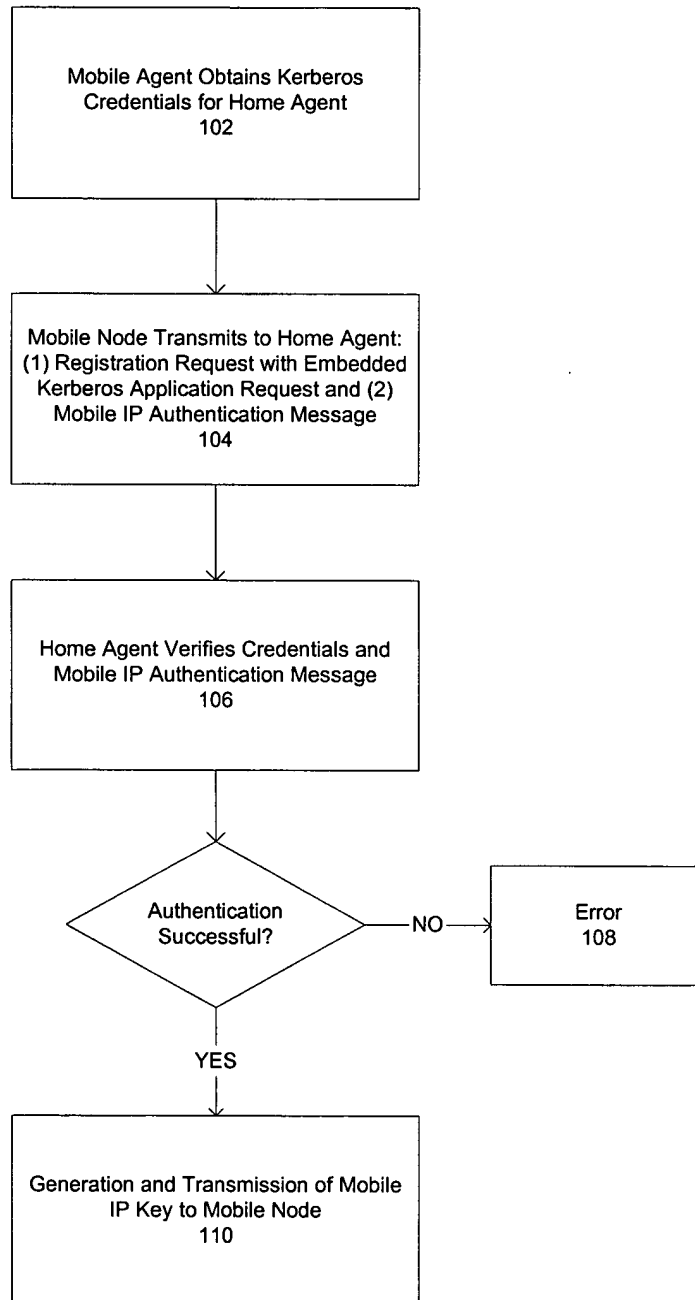 Mobile Agent Obtains Kerberos
Credentials for Home Agent
102
Mobile Node Transmits to Home Agent:
(1) Registration Request with Embedded
Kerberos Application Request and (2)
Mobile IP Authentication Message
104
Home Agent Verifies Credentials and
Mobile IP Authentication Message
106
Authentication
Successful?
NO
Error
108
YES
Generation and Transmission of Mobile
IP Key to Mobile Node
110